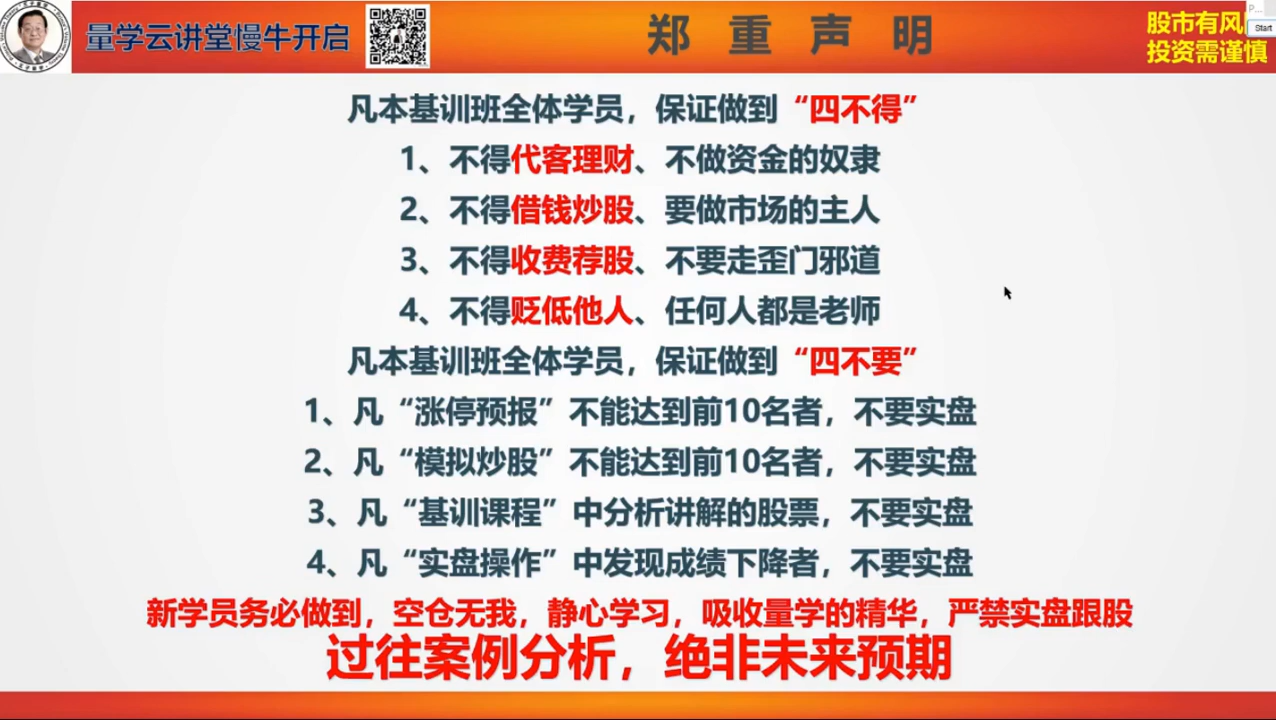 量学云讲堂慢牛开启
郑重声明
股市有风
投资需谨慎
P...
Start
凡本基训班全体学员，保证做到“四不得”
1、不得代客理财、不做资金的奴隶
2、不得借钱炒股、要做市场的主人
3、不得收费荐股、不要走歪门邪道
4、不得贬低他人、任何人都是老师
凡本基训班全体学员，保证做到“四不要”
1、凡“涨停预报”不能达到前10名者，不要实盘
2、凡“模拟炒股”不能达到前10名者，不要实盘
3、凡“基训课程”中分析讲解的股票，不要实盘
4、凡“实盘操作”中发现成绩下降者，不要实盘
新学员务必做到，空仓无我，静心学习，吸收量学的精华，严禁实盘跟股
过往案例分析，绝非未来预期